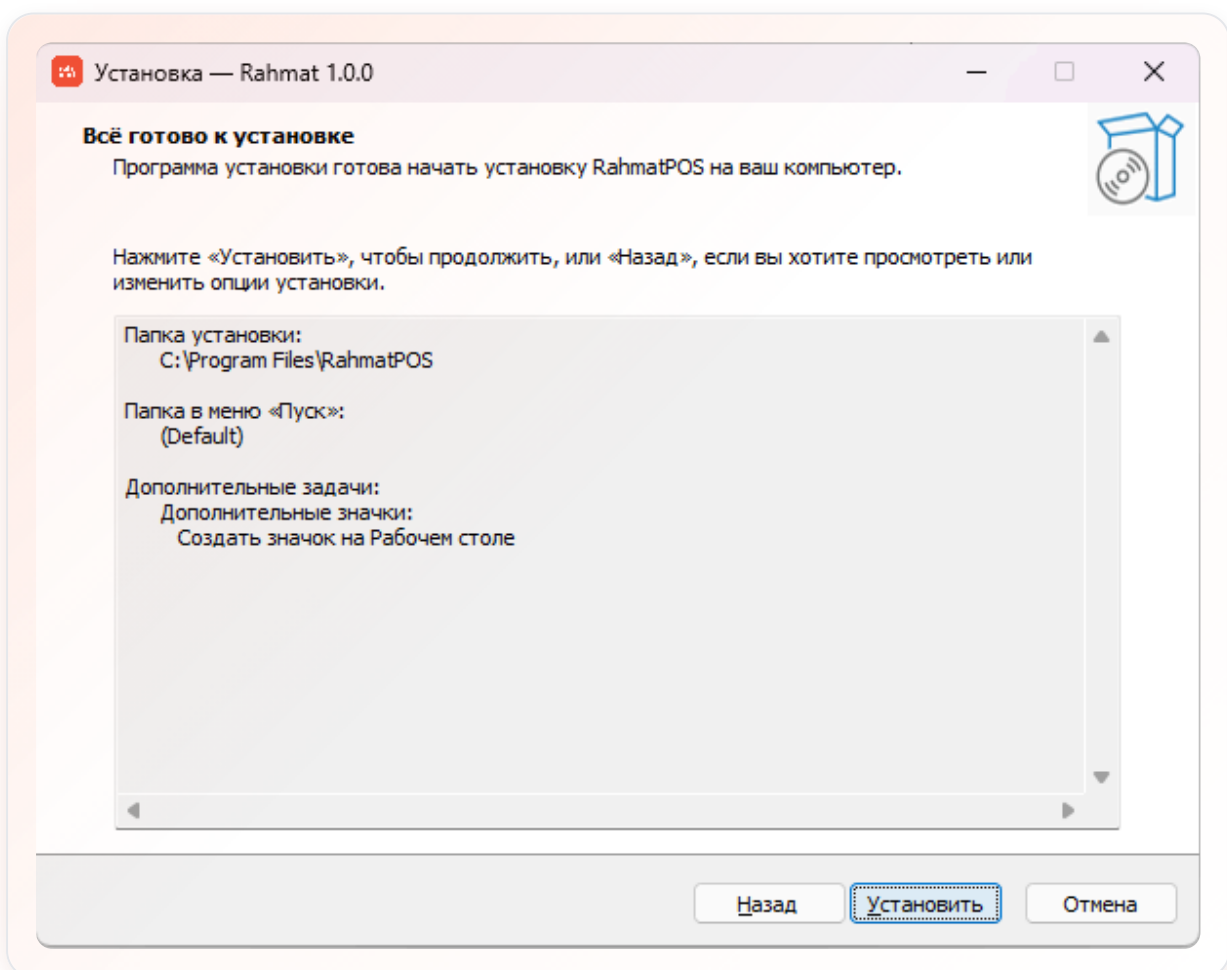 Установка — Rahmat 1.0.0
Всё готово к установке
Программа установки готова начать установку RahmatPOS на ваш компьютер.
Нажмите «Установить», чтобы продолжить, или «Назад», если вы хотите просмотреть или
изменить опции установки.
Папка установки:
C:\Program Files\RahmatPOS
Папка в меню «Пуск»:
(Default)
Дополнительные задачи:
Дополнительные значки:
Создать значок на Рабочем столе
Назад Установить Отмена